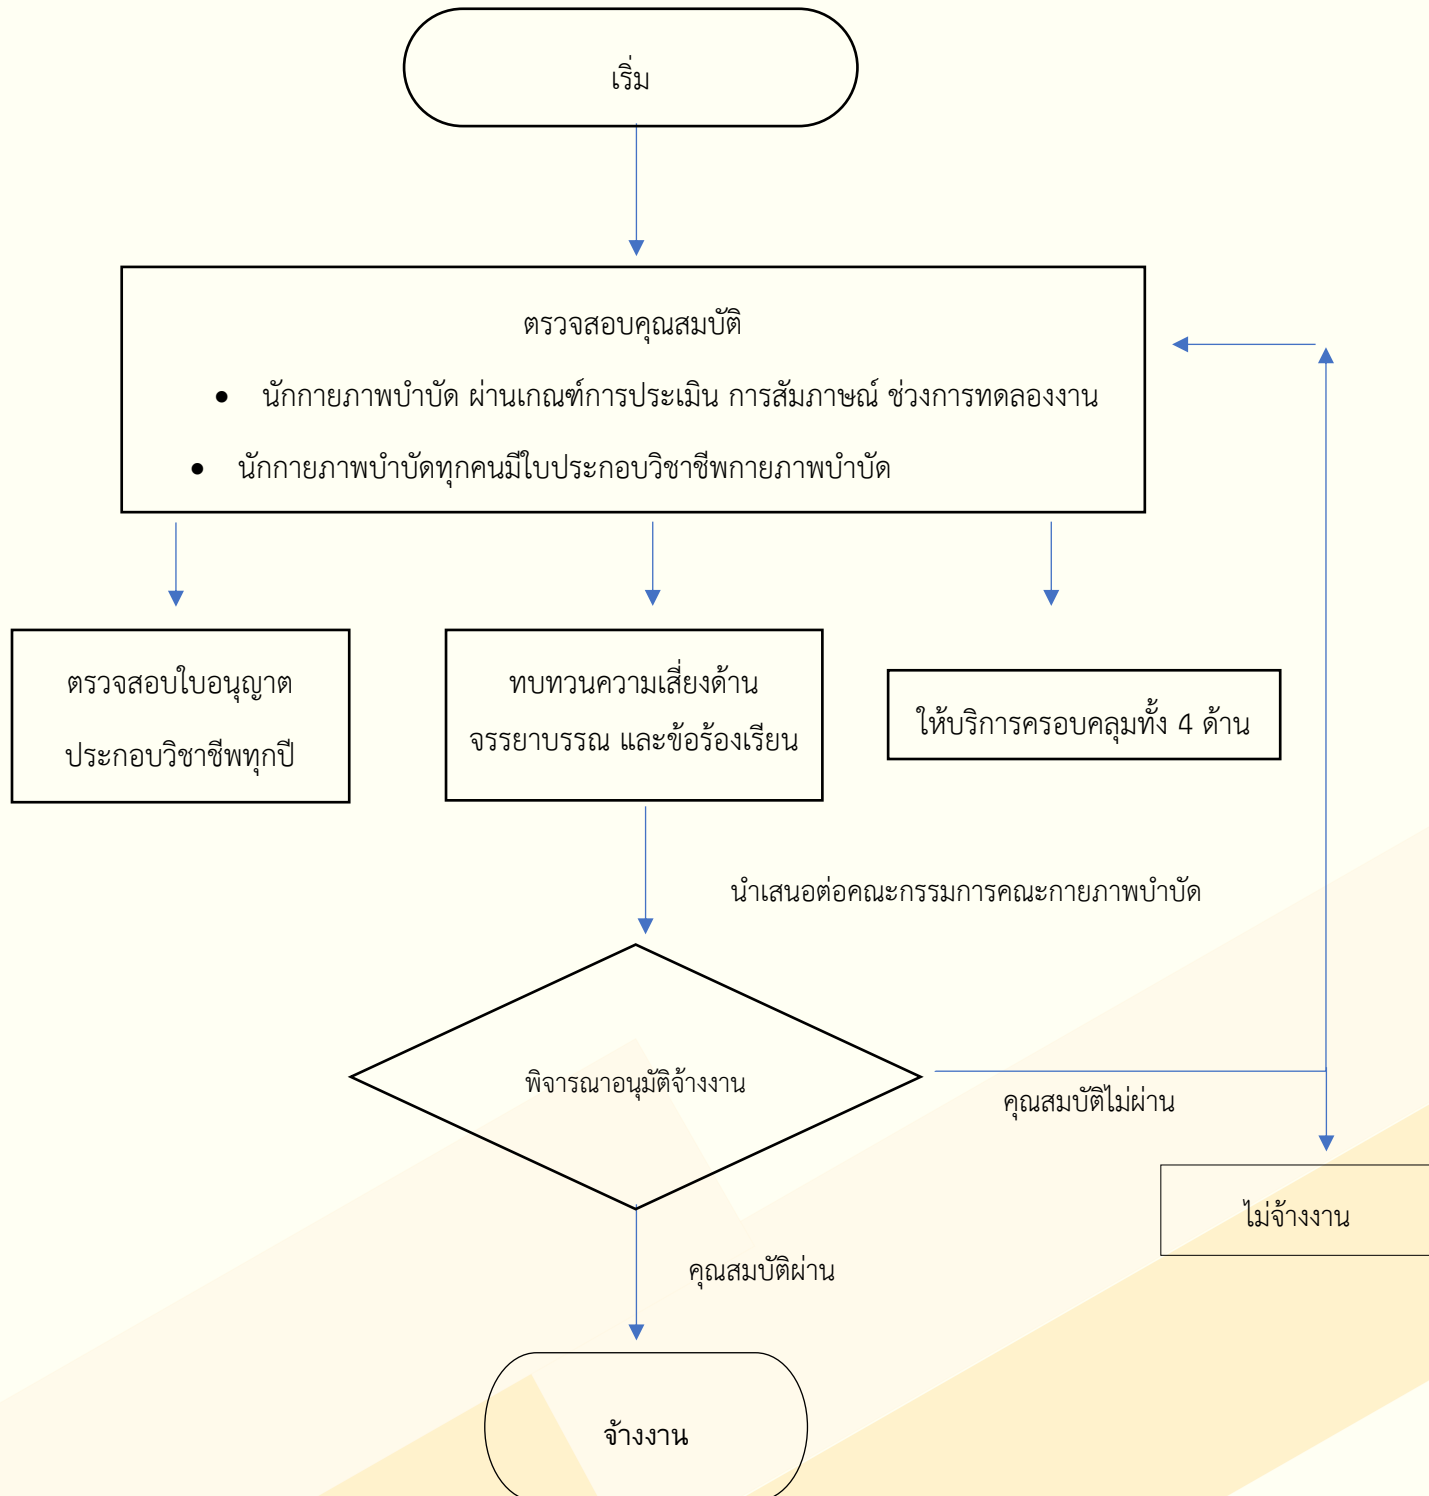 เริ่ม
ตรวจสอบคุณสมบัติ
• นักกายภาพบำบัด ผ่านเกณฑ์การประเมิน การสัมภาษณ์ ช่วงการทดลองงาน
• นักกายภาพบำบัดทุกคนมีใบประกอบวิชาชีพกายภาพบำบัด
ตรวจสอบใบอนุญาต
ประกอบวิชาชีพทุกปี
ทบทวนความเสี่ยงด้าน
จรรยาบรรณ และข้อร้องเรียน
ให้บริการครอบคลุมทั้ง 4 ด้าน
นำเสนอต่อคณะกรรมการคณะกายภาพบำบัด
พิจารณาอนุมัติจ้างงาน
คุณสมบัติไม่ผ่าน
ไม่จ้างงาน
คุณสมบัติผ่าน
จ้างงาน